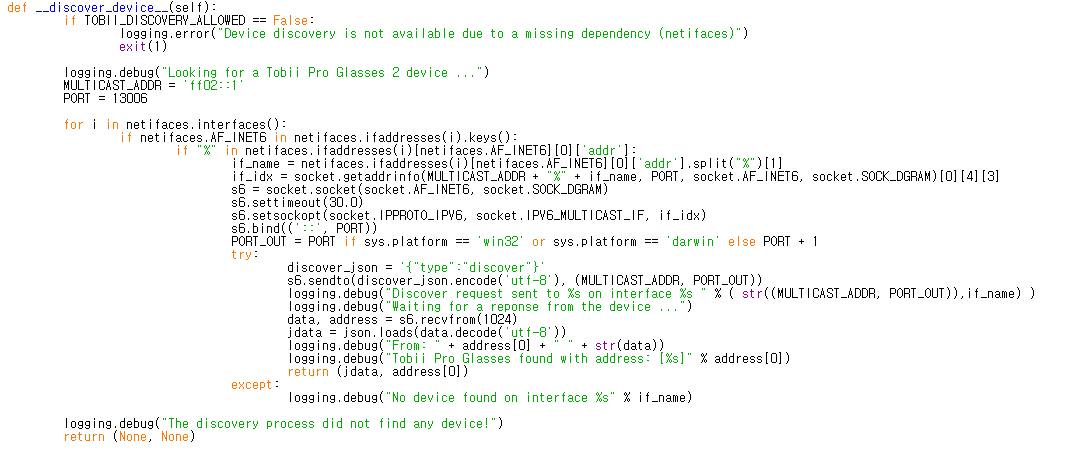 def __discover_device__(self):
        if TOBII_DISCOVERY_ALLOWED == False:
                logging.error("Device discovery is not available due to a missing dependency (netifaces)")
                exit(1)

        logging.debug("Looking for a Tobii Pro Glasses 2 device ...")
        MULTICAST_ADDR = 'ff02::1'
        PORT = 13006

        for i in netifaces.interfaces():
                if netifaces.AF_INET6 in netifaces.ifaddresses(i).keys():
                        if "%" in netifaces.ifaddresses(i)[netifaces.AF_INET6][0]['addr']:
                                if_name = netifaces.ifaddresses(i)[netifaces.AF_INET6][0]['addr'].split("%")[1]
                                if_idx = socket.getaddrinfo(MULTICAST_ADDR + "%" + if_name, PORT, socket.AF_INET6, socket.SOCK_DGRAM)[0][4][3]
                                s6 = socket.socket(socket.AF_INET6, socket.SOCK_DGRAM)
                                s6.settimeout(30.0)
                                s6.setsockopt(socket.IPPROTO_IPV6, socket.IPV6_MULTICAST_IF, if_idx)
                                s6.bind(('::', PORT))
                                PORT_OUT = PORT if sys.platform == 'win32' or sys.platform == 'darwin' else PORT + 1
                                try:
                                        discover_json = '{"type":"discover"}'
                                        s6.sendto(discover_json.encode('utf-8'), (MULTICAST_ADDR, PORT_OUT))
                                        logging.debug("Discover request sent to %s on interface %s " % ( str((MULTICAST_ADDR, PORT_OUT)),if_name) )
                                        logging.debug("Waiting for a reponse from the device ...")
                                        data, address = s6.recvfrom(1024)
                                        jdata = json.loads(data.decode('utf-8'))
                                        logging.debug("From: " + address[0] + " " + str(data))
                                        logging.debug("Tobii Pro Glasses found with address: [%s]" % address[0])
                                        return (jdata, address[0])
                                except:
                                        logging.debug("No device found on interface %s" % if_name)

        logging.debug("The discovery process did not find any device!")
        return (None, None)